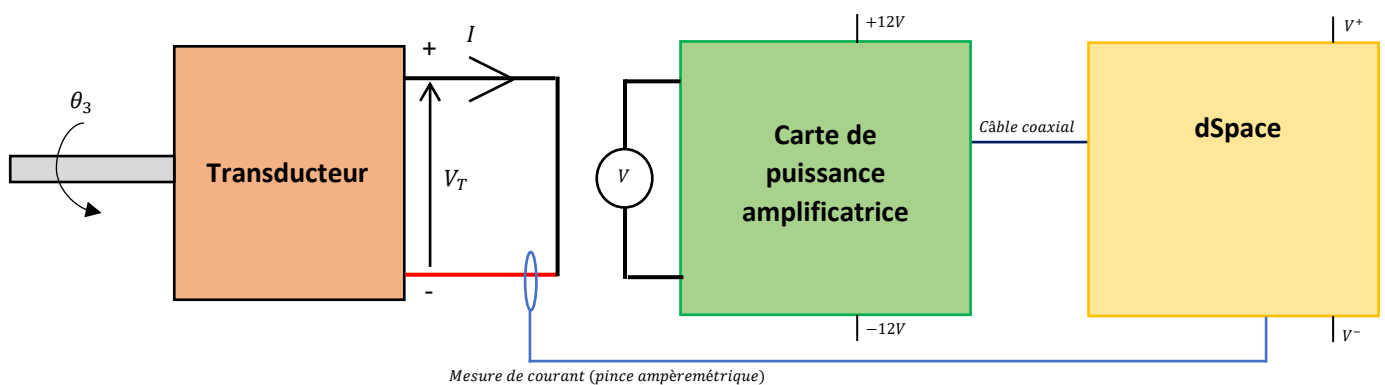 θ₃
Transducteur
+
I
V_T
-
V
+12V
Carte de
puissance
amplificatrice
−12V
Câble coaxial
V⁺
dSpace
V⁻
Mesure de courant (pince ampèremétrique)